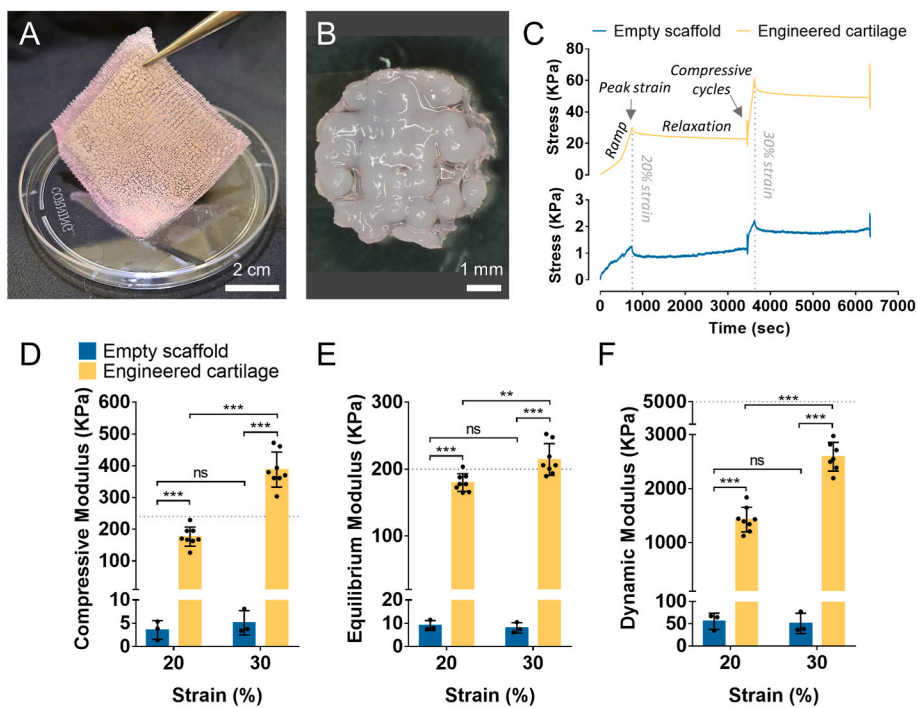 A
CORNING
2 cm
B
1 mm
C
Empty scaffold
Engineered cartilage
Stress (KPa)
80
60
40
20
0
Ramp
Peak strain
Relaxation
Compressive
cycles
20% strain
30% strain
Stress (KPa)
3
2
1
0
0 1000 2000 3000 4000 5000 6000 7000
Time (sec)
D
Empty scaffold
Engineered cartilage
Compressive Modulus (KPa)
600
500
400
300
200
100
10
5
0
***
***
ns
***
20 30
Strain (%)
E
Equilibrium Modulus (KPa)
300
200
100
20
10
0
**
***
ns
***
20 30
Strain (%)
F
Dynamic Modulus (KPa)
5000
3000
2000
1000
100
50
0
***
***
ns
***
20 30
Strain (%)